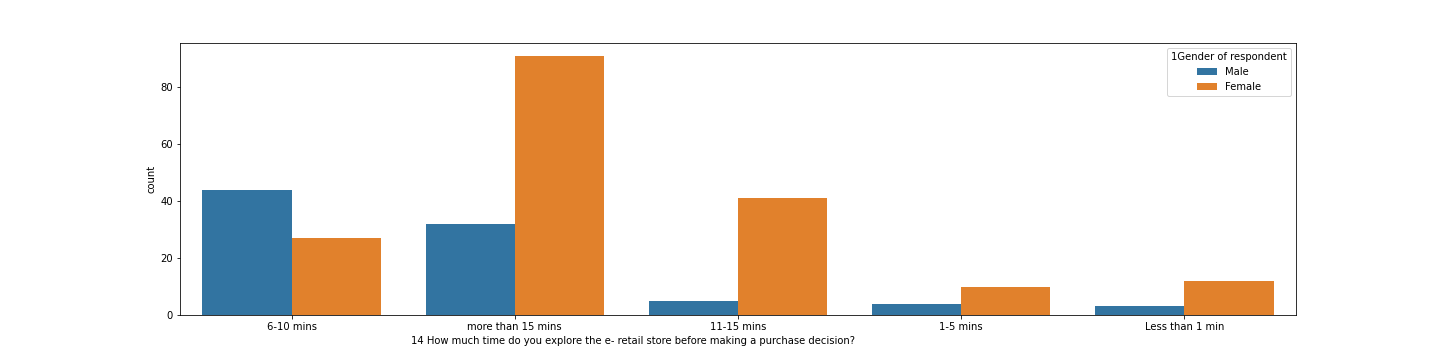 1Gender of respondent
Male
Female
count
80
60
40
20
0
6-10 mins
more than 15 mins
11-15 mins
1-5 mins
Less than 1 min
14 How much time do you explore the e- retail store before making a purchase decision?